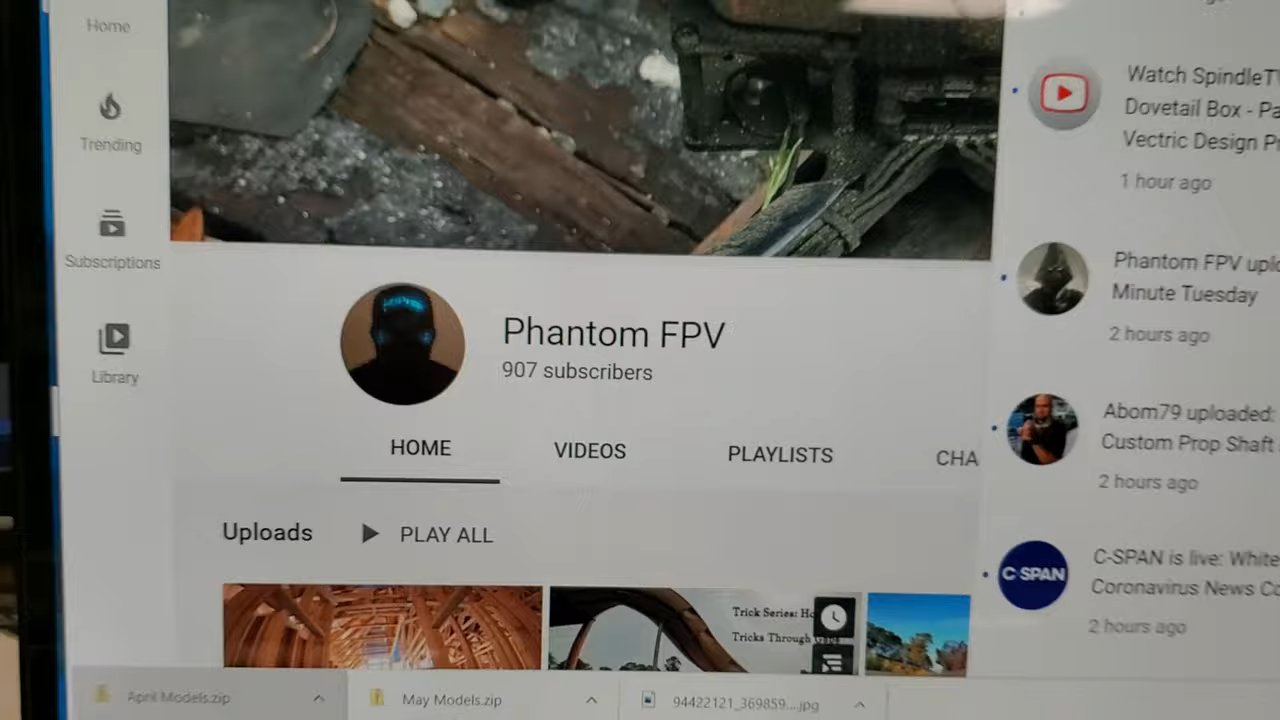 Home
Trending
Subscriptions
Library
Phantom FPV
907 subscribers
HOME
VIDEOS
PLAYLISTS
CHA
Uploads
PLAY ALL
Trick Series: Ho
Tricks Through
April Models.zip
May Models.zip
94422121_369859....jpg
Watch SpindleTV
Dovetail Box - Pa
Vectric Design Pr
1 hour ago
Phantom FPV uplo
Minute Tuesday
2 hours ago
Abom79 uploaded:
Custom Prop Shaft
2 hours ago
C-SPAN
C-SPAN is live: White
Coronavirus News Co
2 hours ago